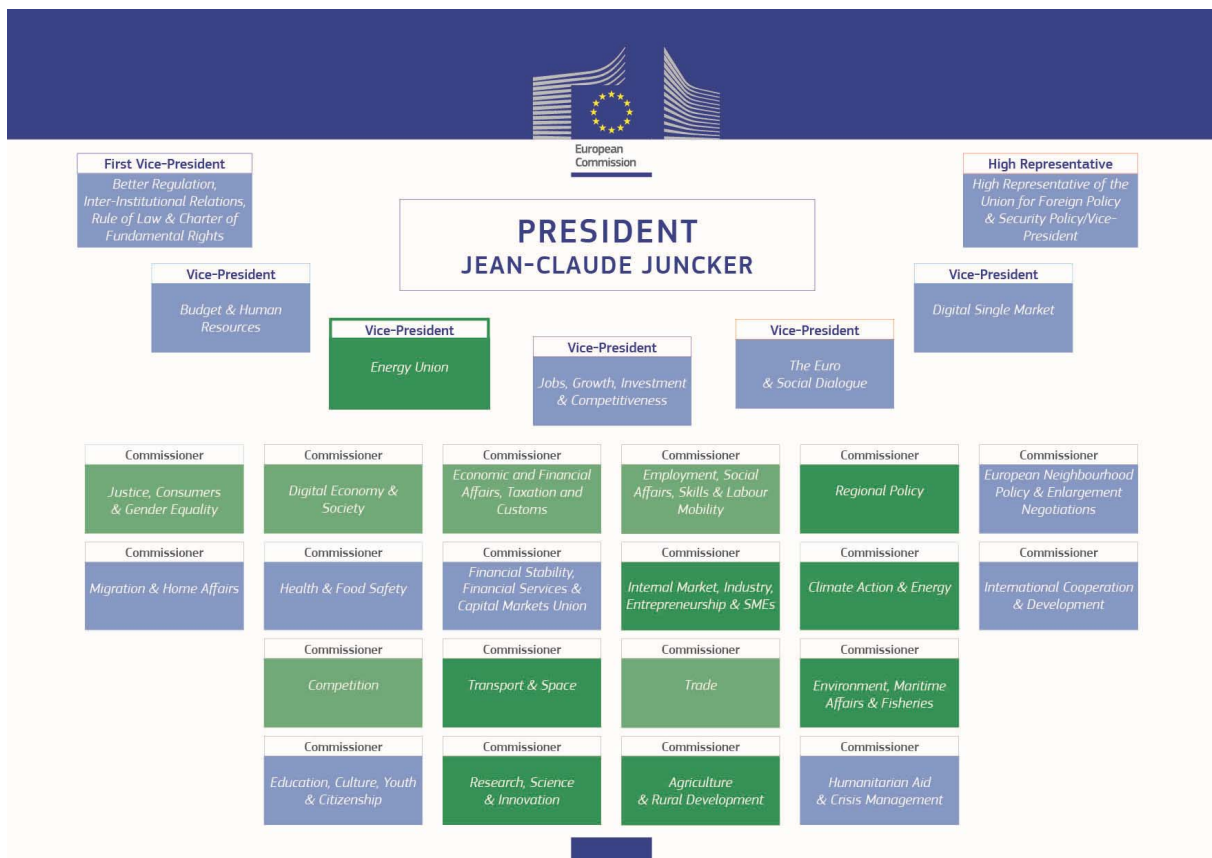 European
Commission
First Vice-President
Better Regulation,
Inter-Institutional Relations,
Rule of Law & Charter of
Fundamental Rights
High Representative
High Representative of the
Union for Foreign Policy
& Security Policy/Vice-
President
PRESIDENT
JEAN-CLAUDE JUNCKER
Vice-President
Budget & Human
Resources
Vice-President
Energy Union
Vice-President
Jobs, Growth, Investment
& Competitiveness
Vice-President
The Euro
& Social Dialogue
Vice-President
Digital Single Market
Commissioner
Justice, Consumers
& Gender Equality
Commissioner
Digital Economy &
Society
Commissioner
Economic and Financial
Affairs, Taxation and
Customs
Commissioner
Employment, Social
Affairs, Skills & Labour
Mobility
Commissioner
Regional Policy
Commissioner
European Neighbourhood
Policy & Enlargement
Negotiations
Commissioner
Migration & Home Affairs
Commissioner
Health & Food Safety
Commissioner
Financial Stability,
Financial Services &
Capital Markets Union
Commissioner
Internal Market, Industry,
Entrepreneurship & SMEs
Commissioner
Climate Action & Energy
Commissioner
International Cooperation
& Development
Commissioner
Competition
Commissioner
Transport & Space
Commissioner
Trade
Commissioner
Environment, Maritime
Affairs & Fisheries
Commissioner
Education, Culture, Youth
& Citizenship
Commissioner
Research, Science
& Innovation
Commissioner
Agriculture
& Rural Development
Commissioner
Humanitarian Aid
& Crisis Management